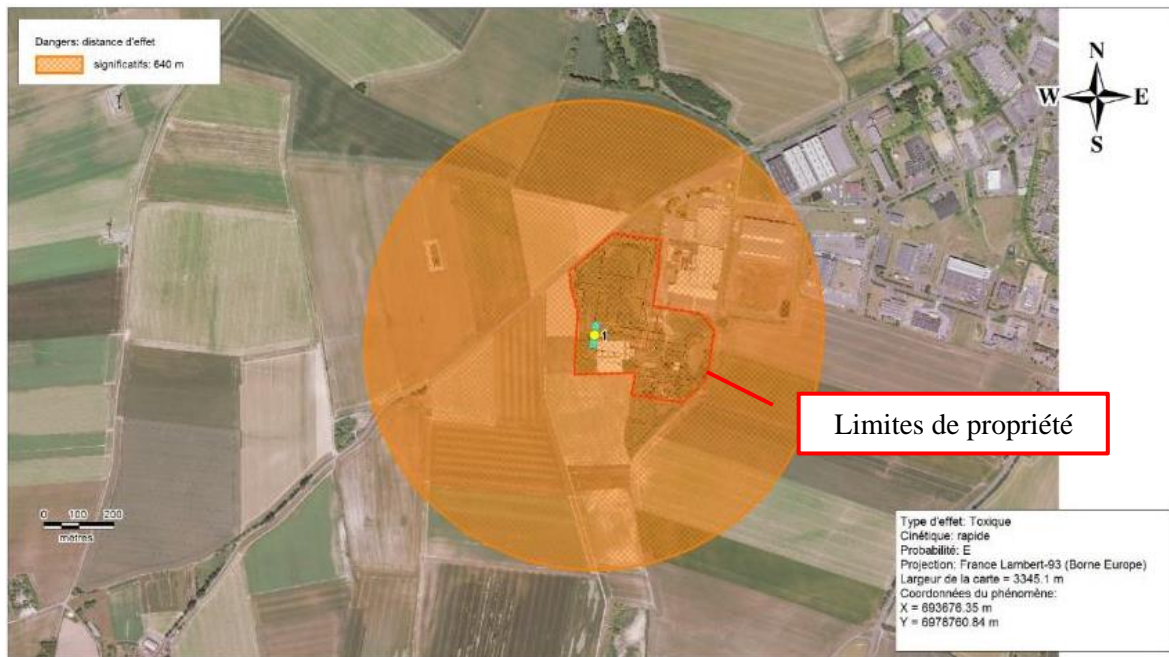 Dangers: distance d'effet
significatifs: 640 m
N
W E
S
1
Limites de propriété
0 100 200
mètres
Type d'effet: Toxique
Cinétique: rapide
Probabilité: E
Projection: France Lambert-93 (Borne Europe)
Largeur de la carte = 3345.1 m
Coordonnées du phénomène:
X = 693676.35 m
Y = 6978760.84 m